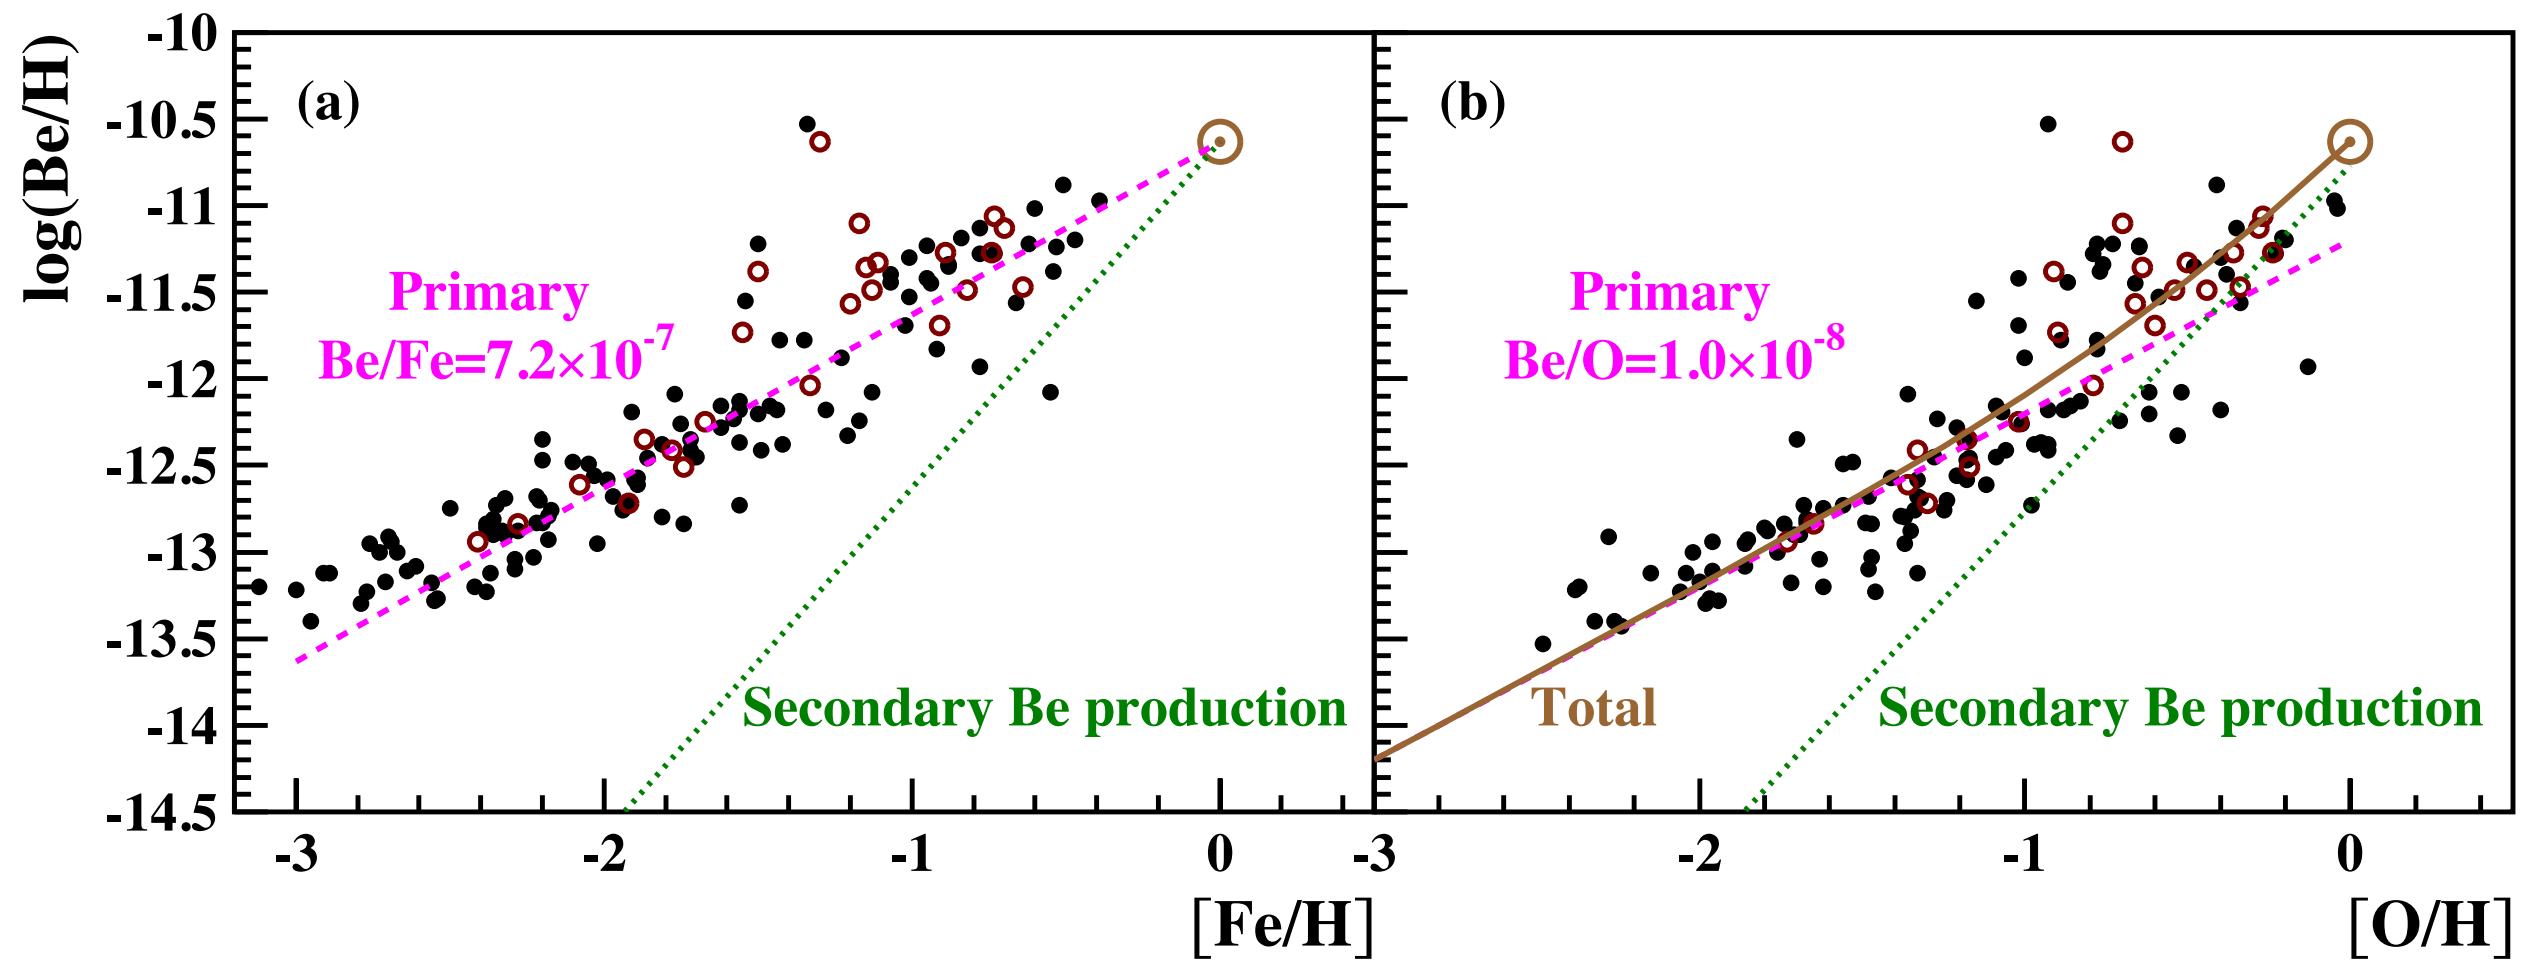 log(Be/H)
-10
-10.5
-11
-11.5
-12
-12.5
-13
-13.5
-14
-14.5
(a)
Primary
Be/Fe=7.2×10⁻⁷
Secondary Be production
-3 -2 -1 0
[Fe/H]
(b)
Primary
Be/O=1.0×10⁻⁸
Total
Secondary Be production
-3 -2 -1 0
[O/H]